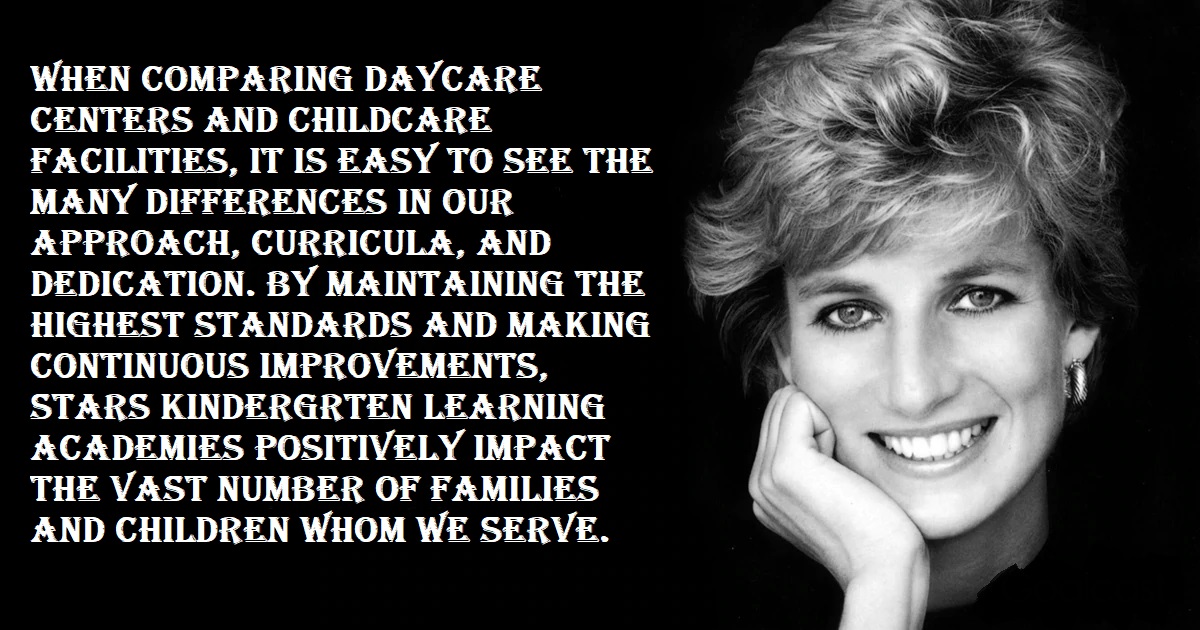 WHEN COMPARING DAYCARE
CENTERS AND CHILDCARE
FACILITIES, IT IS EASY TO SEE THE
MANY DIFFERENCES IN OUR
APPROACH, CURRICULA, AND
DEDICATION. BY MAINTAINING THE
HIGHEST STANDARDS AND MAKING
CONTINUOUS IMPROVEMENTS,
STARS KINDERGRTEN LEARNING
ACADEMIES POSITIVELY IMPACT
THE VAST NUMBER OF FAMILIES
AND CHILDREN WHOM WE SERVE.